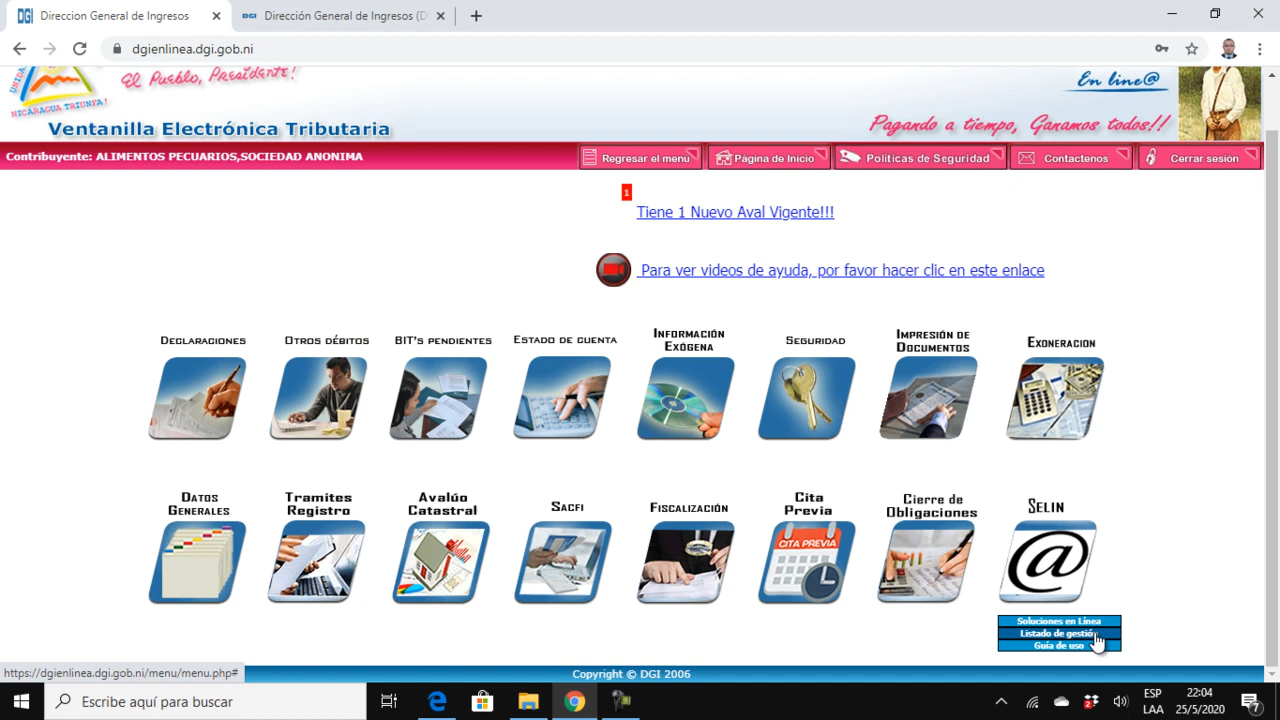 Direccion General de Ingresos
Dirección General de Ingresos (D
dgienlinea.dgi.gob.ni
El Pueblo, Presidente!
NICARAGUA TRIUNFA!
En line@
Ventanilla Electrónica Tributaria
Pagando a tiempo, Ganamos todos!!
Contribuyente: ALIMENTOS PECUARIOS,SOCIEDAD ANONIMA
Regresar el menú
Página de Inicio
Políticas de Seguridad
Contactenos
Cerrar sesión
1
Tiene 1 Nuevo Aval Vigente!!!
Para ver videos de ayuda, por favor hacer clic en este enlace
Declaraciones
Otros débitos
BIT's pendientes
Estado de cuenta
Información Exógena
Seguridad
Impresión de Documentos
Exoneracion
Datos Generales
Tramites Registro
Avalúo Catastral
Sacfi
Fiscalización
Cita Previa
CITA PREVIA
Cierre de Obligaciones
Selin
Soluciones en Línea
Listado de gestión
Guía de uso
https://dgienlinea.dgi.gob.ni/menu/menu.php#
Copyright © DGI 2006
Escribe aquí para buscar
ESP
LAA
22:04
25/5/2020